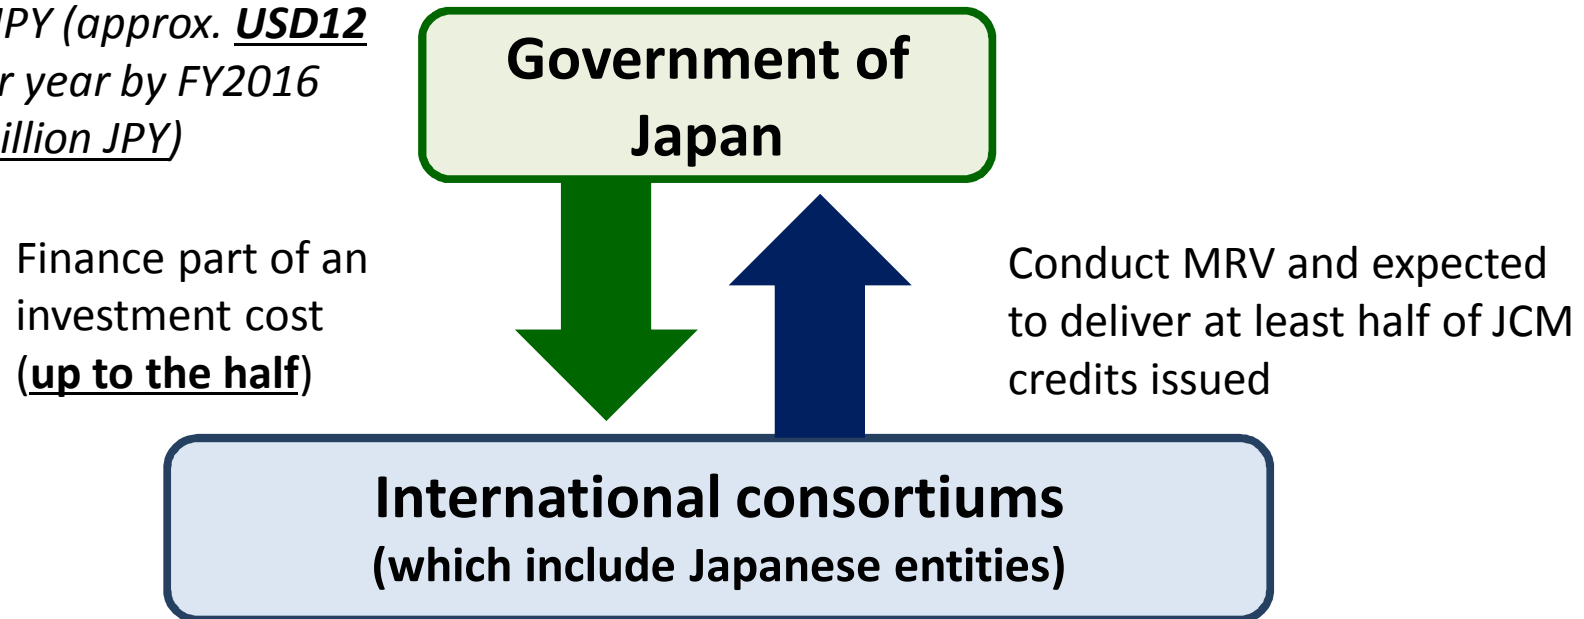 JPY (approx. USD12
year by FY2016
JPY)
Government of
Japan
Finance part of an
investment cost
(up to the half)
Conduct MRV and expected
to deliver at least half of JCM
credits issued
International consortiums
(which include Japanese entities)